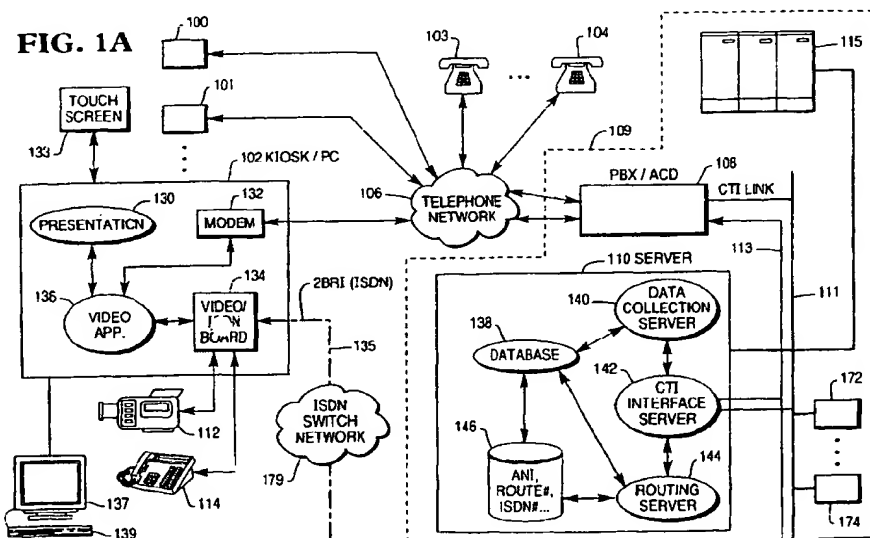 FIG. 1A
100
101
103
104
115
TOUCH
SCREEN
133
109
102 KIOSK / PC
130
PRESENTATION
132
MODEM
106
TELEPHONE
NETWORK
PBX / ACD
108
CTI LINK
113
111
136
VIDEO
APP.
134
VIDEO/
BOARD
2BRI (ISDN)
135
110 SERVER
140
DATA
COLLECTION
SERVER
138
DATABASE
142
CTI
INTERFACE
SERVER
172
112
ISDN
SWITCH
NETWORK
179
146
ANI,
ROUTE#,
ISDN#...
144
ROUTING
SERVER
174
137
114
139